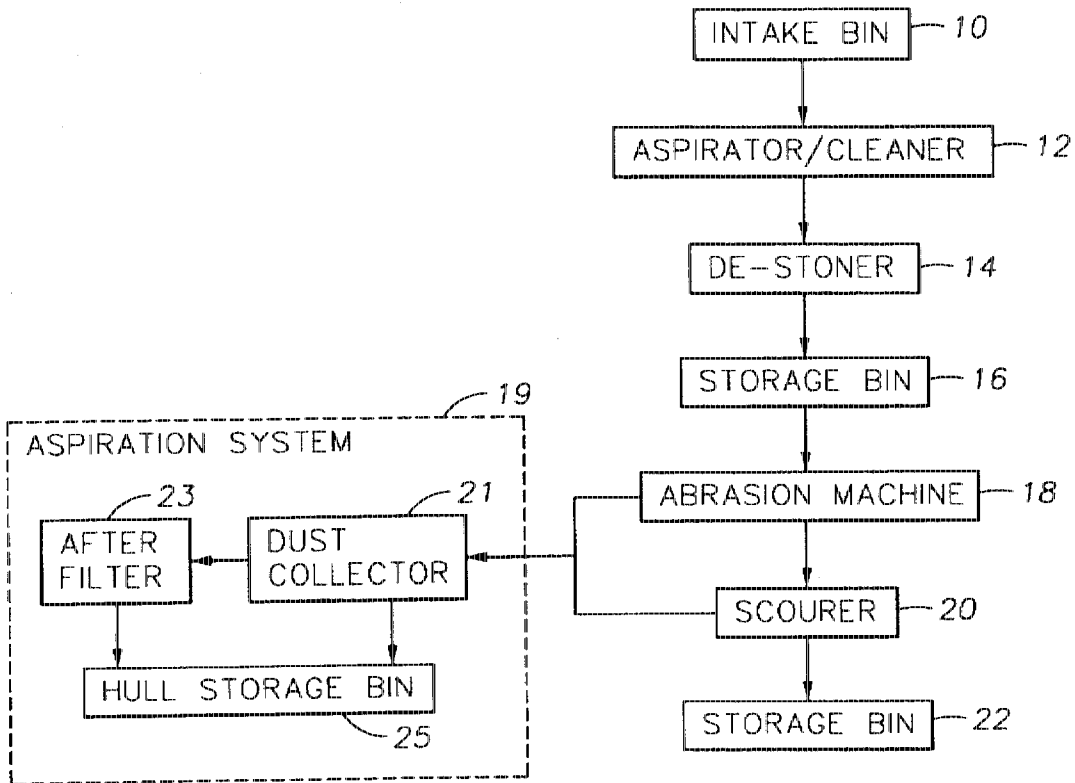 INTAKE BIN 10
ASPIRATOR/CLEANER 12
DE-STONER 14
STORAGE BIN 16
19
ASPIRATION SYSTEM
23
21
ABRASION MACHINE 18
AFTER
FILTER
DUST
COLLECTOR
SCOURER 20
HULL STORAGE BIN
25
STORAGE BIN 22